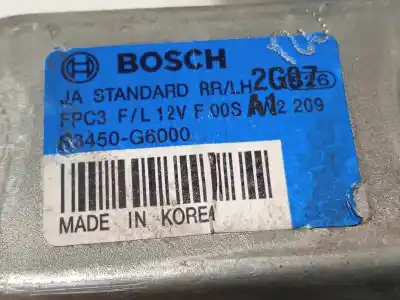 BOSCH
JA STANDARD RR/LH 2G07
FPC3 F/L 12V F 00S A1 2 209
83450-G6000
MADE IN KOREA